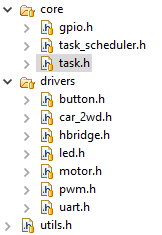 core
gpio.h
task_scheduler.h
task.h
drivers
button.h
car_2wd.h
hbridge.h
led.h
motor.h
pwm.h
uart.h
utils.h